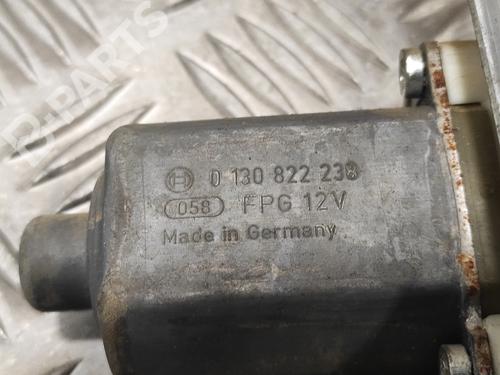 0 130 822 238
058 FPG 12V
Made in Germany
B-PARTS